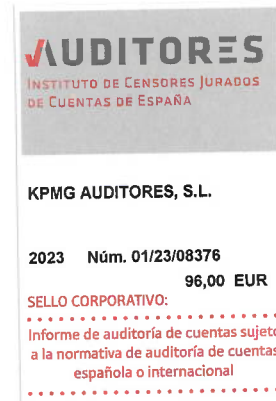 AUDITORES
INSTITUTO DE CENSORES JURADOS
DE CUENTAS DE ESPAÑA
KPMG AUDITORES, S.L.
2023 Núm. 01/23/08376
96,00 EUR
SELLO CORPORATIVO:
Informe de auditoría de cuentas sujeto
a la normativa de auditoría de cuentas
española o internacional